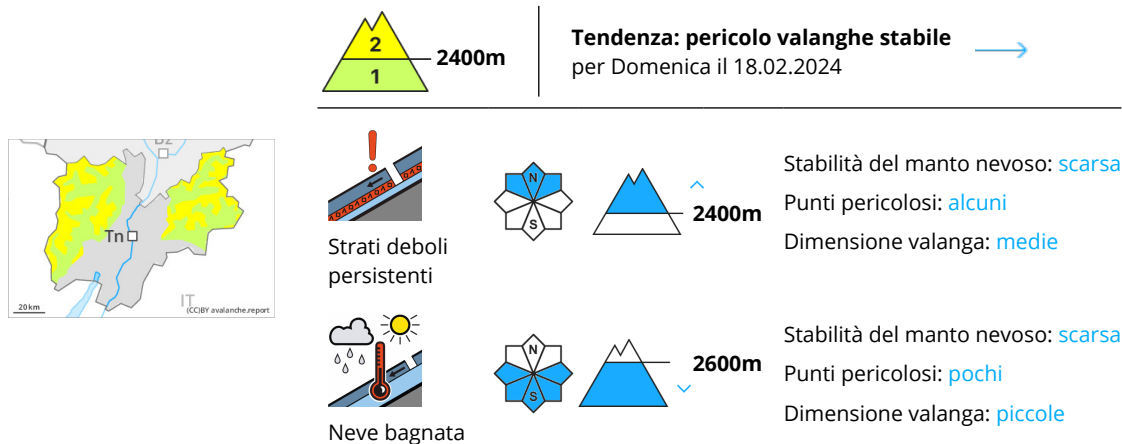 2
1
2400m
Tendenza: pericolo valanghe stabile
per Domenica il 18.02.2024
Bz
Tn
IT
20 km
(CC)BY avalanche.report
Strati deboli
persistenti
N
S
2400m
Stabilità del manto nevoso: scarsa
Punti pericolosi: alcuni
Dimensione valanga: medie
Neve bagnata
N
S
2600m
Stabilità del manto nevoso: scarsa
Punti pericolosi: pochi
Dimensione valanga: piccole